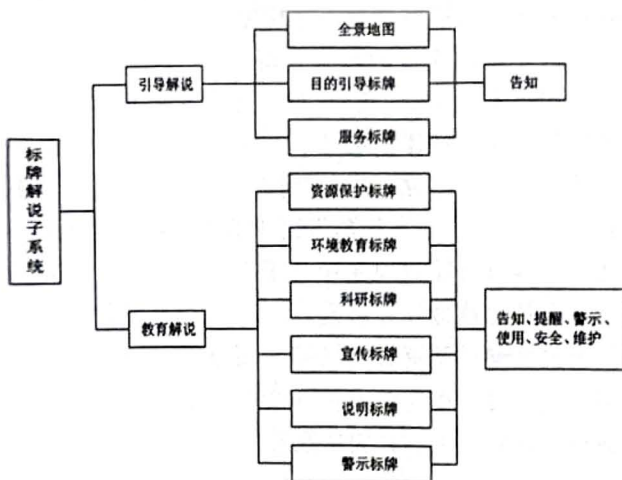 标牌解说子系统
引导解说
全景地图
目的引导标牌
服务标牌
告知
教育解说
资源保护标牌
环境教育标牌
科研标牌
宣传标牌
说明标牌
警示标牌
告知、提醒、警示、
使用、安全、维护